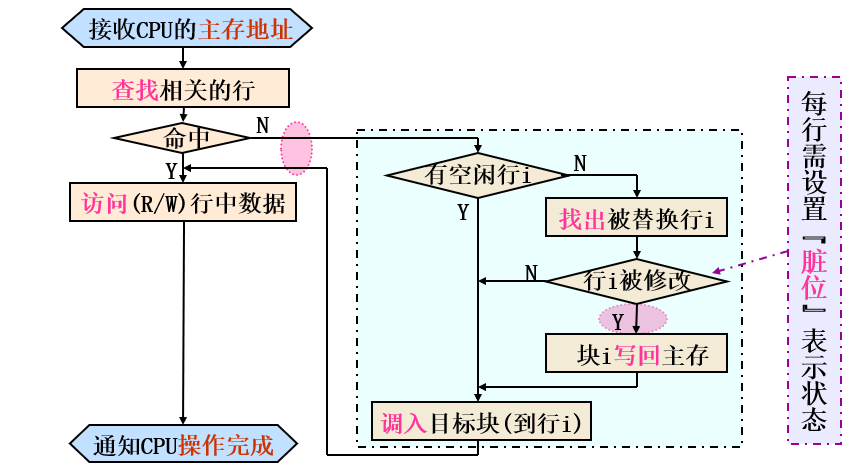 接收CPU的主存地址
查找相关的行
命中
N
Y
访问(R/W)行中数据
通知CPU操作完成
有空闲行i
N
Y
找出被替换行i
行i被修改
N
Y
块i写回主存
调入目标块(到行i)
每行需设置『脏位』表示状态